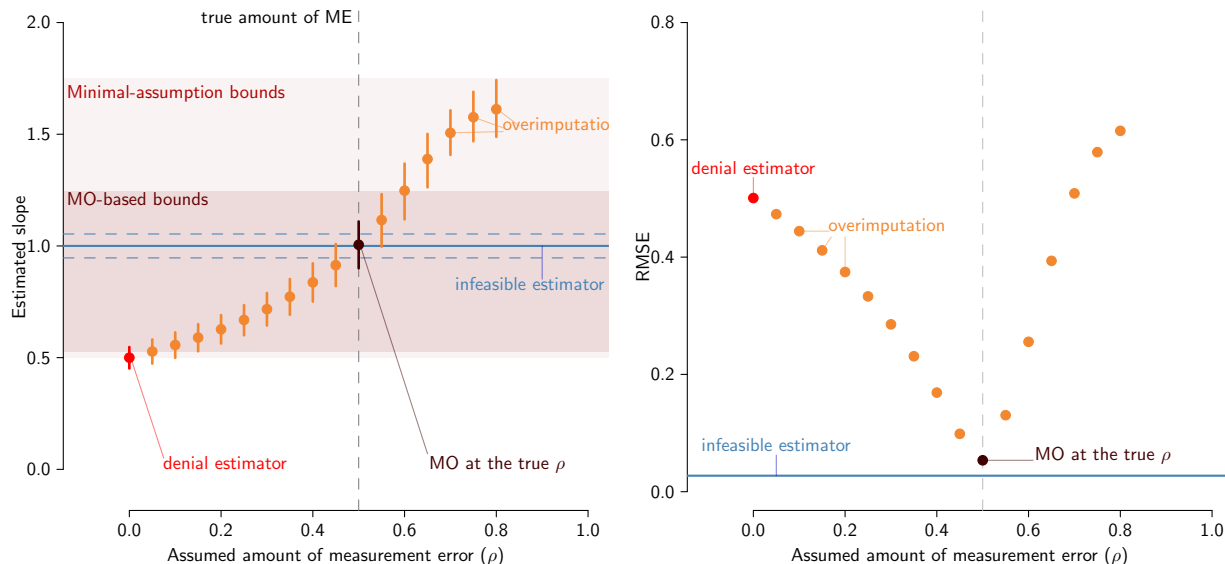 true amount of ME
2.0
1.5
1.0
0.5
0.0
Estimated slope
Minimal-assumption bounds
overimputatio
MO-based bounds
infeasible estimator
denial estimator
MO at the true ρ
0.0 0.2 0.4 0.6 0.8 1.0
Assumed amount of measurement error (ρ)
0.8
0.6
0.4
0.2
0.0
RMSE
denial estimator
overimputation
infeasible estimator
MO at the true ρ
0.0 0.2 0.4 0.6 0.8 1.0
Assumed amount of measurement error (ρ)